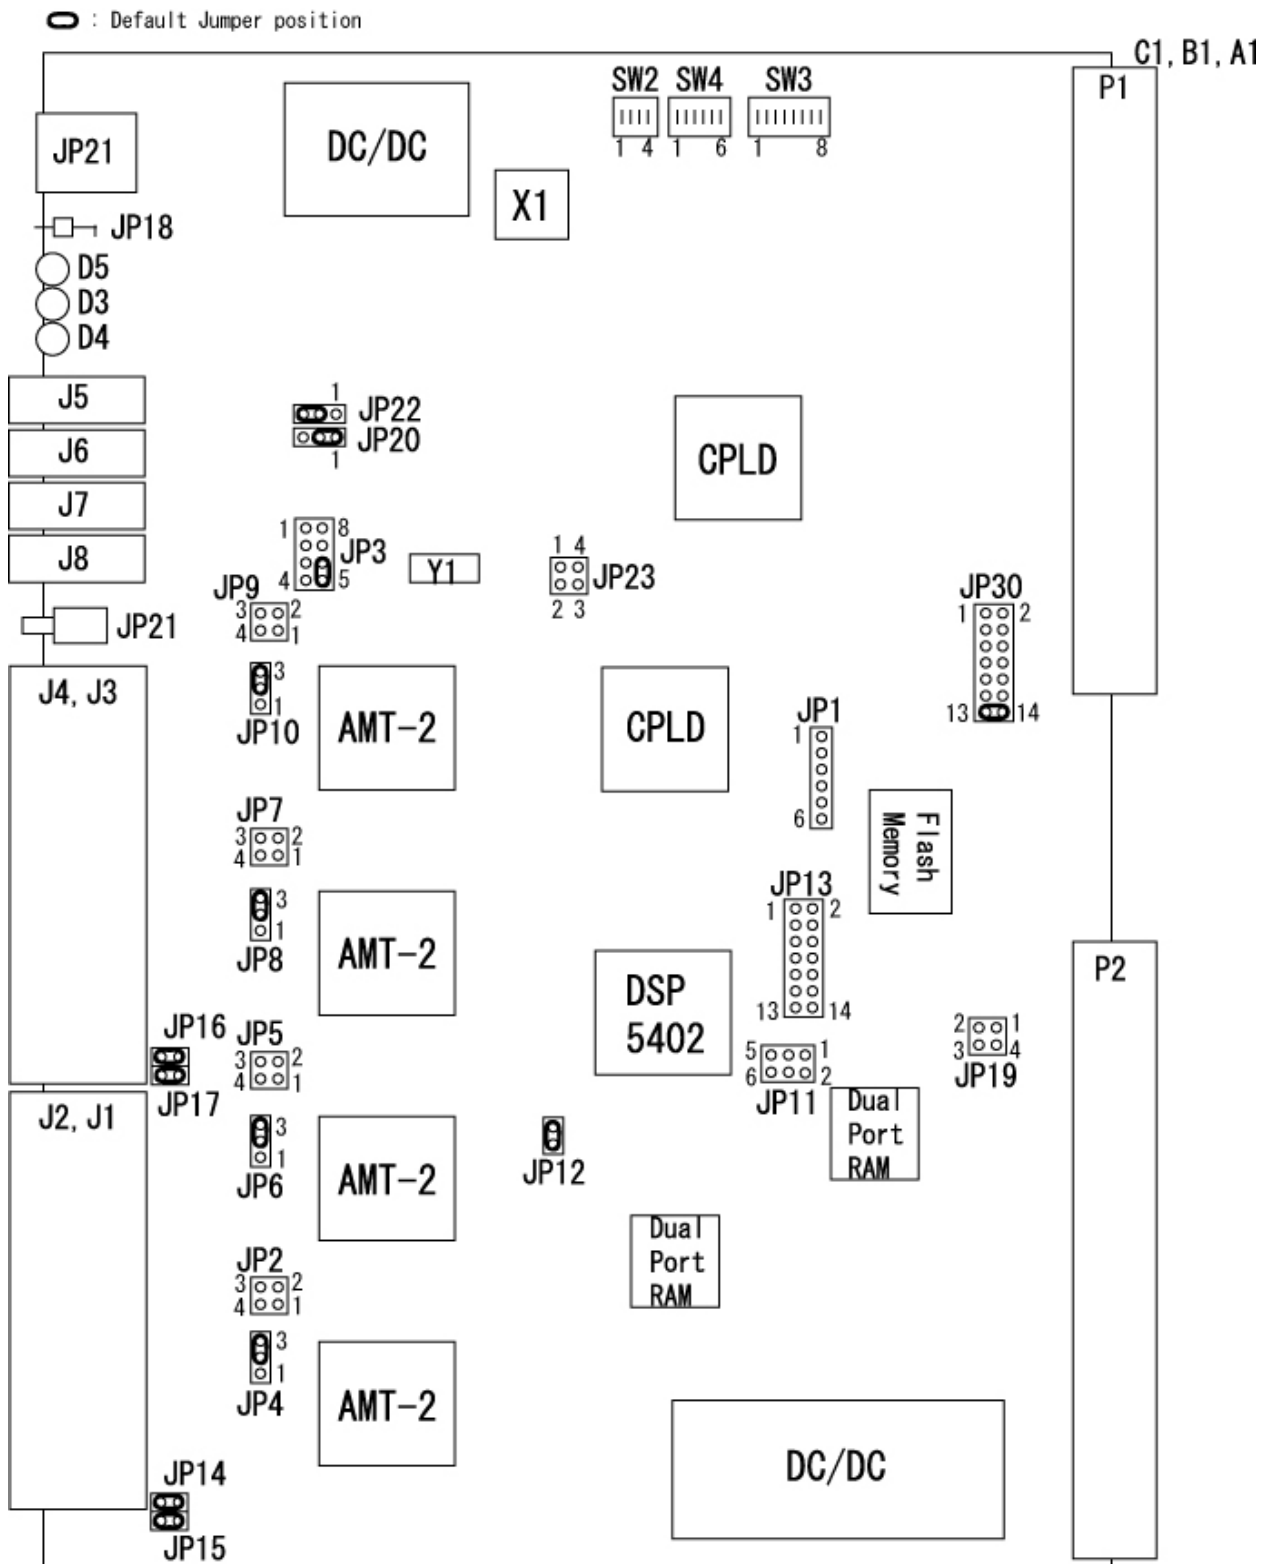 : Default Jumper position
C1, B1, A1
SW2 SW4 SW3
P1
1 4 1 6 1 8
JP21
DC/DC
X1
JP18
D5
D3
D4
J5
1
JP22
JP20
1
J6
CPLD
J7
1 8
JP3
4 5
Y1
1 4
JP23
2 3
J8
JP9
3 2
4 1
JP30
1 2
13 14
JP21
J4, J3
3
1
JP10
AMT-2
CPLD
JP1
1
6
Flash
Memory
JP7
3 2
4 1
JP13
1 2
13 14
3
1
JP8
AMT-2
DSP
5402
P2
JP16
JP17
JP5
3 2
4 1
5 1
6 2
JP11
2 1
3 4
JP19
J2, J1
3
1
JP6
AMT-2
JP12
Dual
Port
RAM
Dual
Port
RAM
JP2
3 2
4 1
3
1
JP4
AMT-2
DC/DC
JP14
JP15